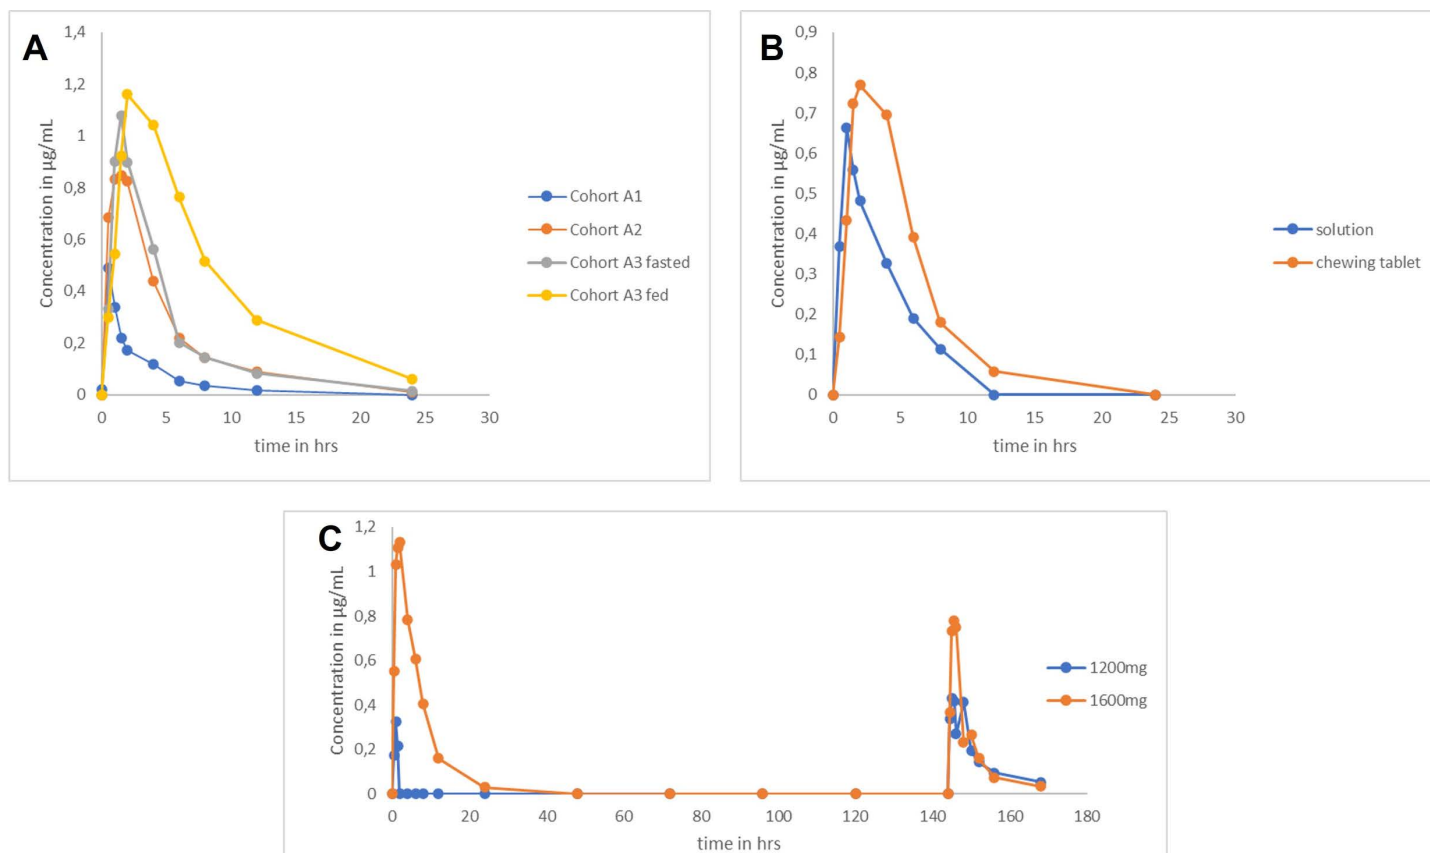 A
1,4
1,2
1
0,8
0,6
0,4
0,2
0
0 5 10 15 20 25 30
Concentration in µg/mL
time in hrs
Cohort A1
Cohort A2
Cohort A3 fasted
Cohort A3 fed
B
0,9
0,8
0,7
0,6
0,5
0,4
0,3
0,2
0,1
0
0 5 10 15 20 25 30
Concentration in µg/mL
time in hrs
solution
chewing tablet
C
1,2
1
0,8
0,6
0,4
0,2
0
0 20 40 60 80 100 120 140 160 180
Concentration in µg/mL
time in hrs
1200mg
1600mg